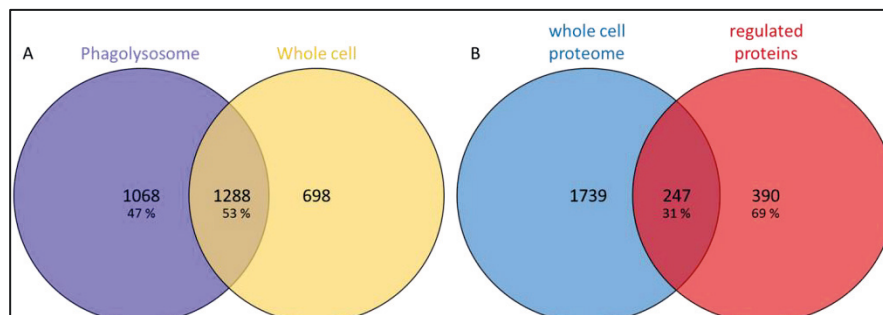 A
Phagolysosome
Whole cell
1068
47 %
1288
53 %
698
B
whole cell
proteome
regulated
proteins
1739
247
31 %
390
69 %